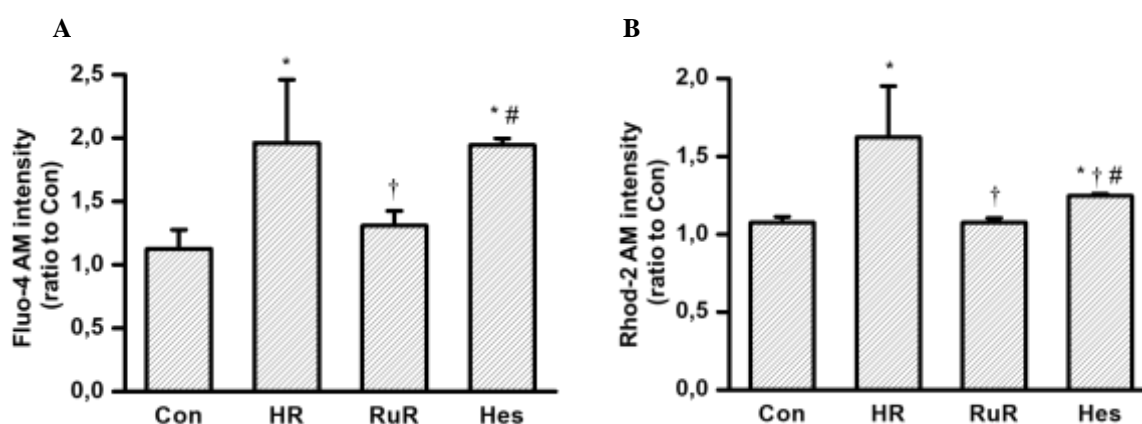 A
Fluo-4 AM intensity
(ratio to Con)
2,5
2,0
1,5
1,0
0,5
0,0
*
†
* #
Con HR RuR Hes
B
Rhod-2 AM intensity
(ratio to Con)
2,0
1,5
1,0
0,5
0,0
*
†
* † #
Con HR RuR Hes